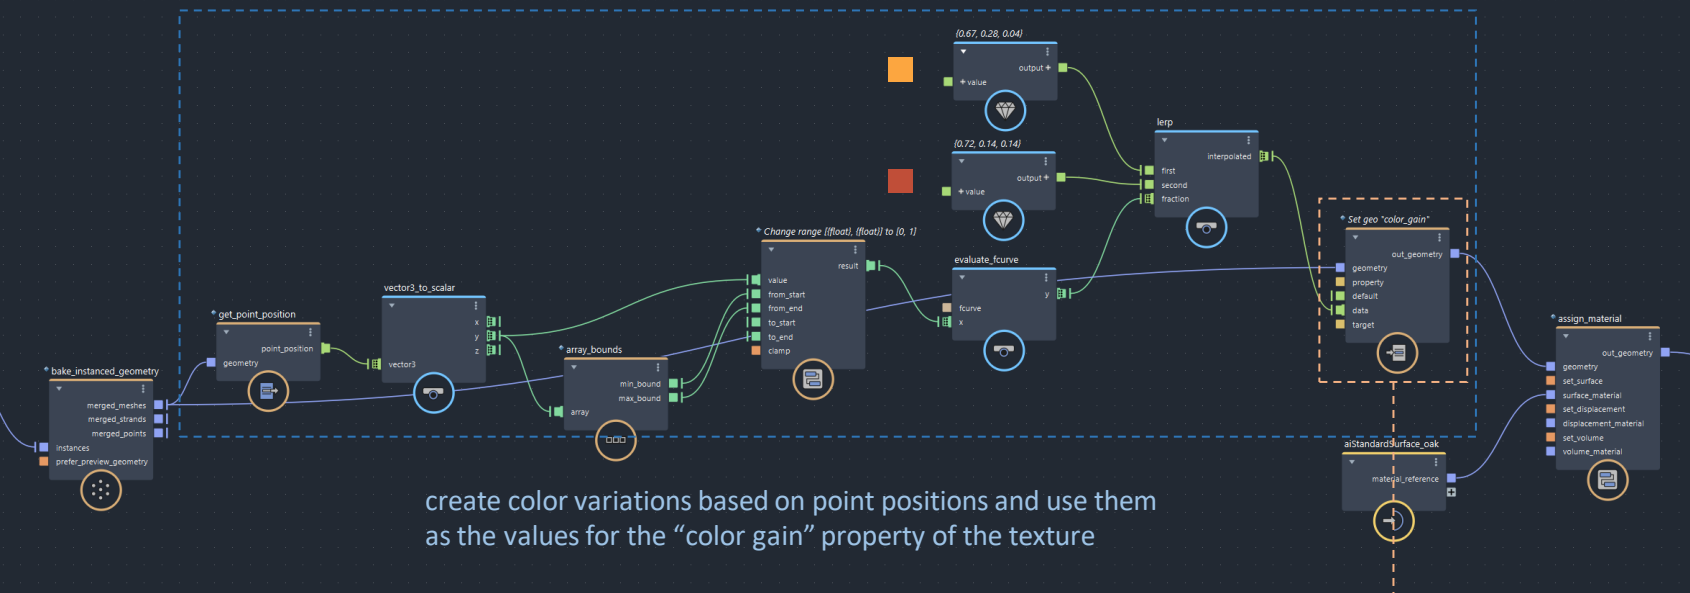 bake_instanced_geometry
merged_meshes
merged_strands
merged_points
instances
prefer_preview_geometry
get_point_position
point_position
geometry
vector3_to_scalar
x
y
z
vector3
array_bounds
min_bound
max_bound
array
Change range [{float}, {float}] to [0, 1]
result
value
from_start
from_end
to_start
to_end
clamp
{0.67, 0.28, 0.04}
output
value
{0.72, 0.14, 0.14}
output
value
evaluate_fcurve
y
fcurve
x
lerp
interpolated
first
second
fraction
Set geo "color_gain"
out_geometry
geometry
property
default
data
target
aiStandardSurface_oak
material_reference
assign_material
out_geometry
geometry
set_surface
surface_material
set_displacement
displacement_material
set_volume
volume_material
create color variations based on point positions and use them
as the values for the “color gain” property of the texture